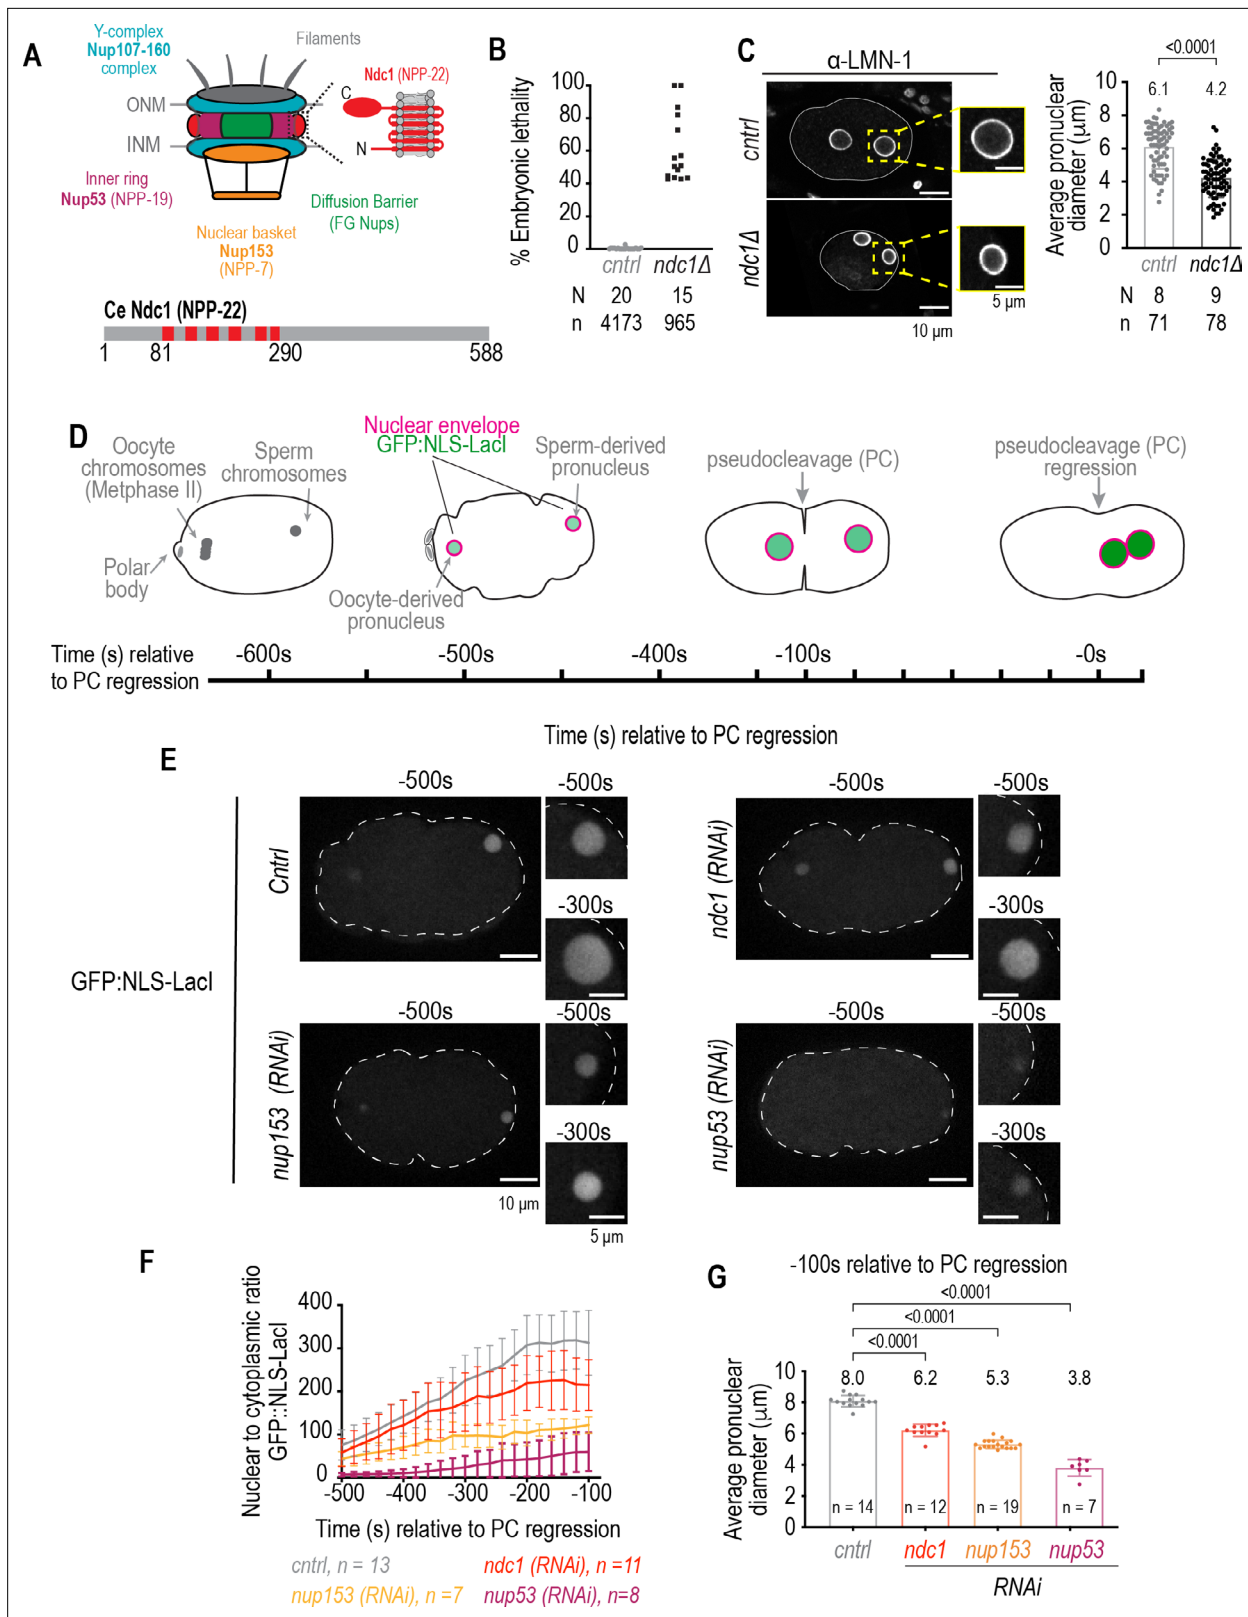 A
Y-complex
Nup107-160
complex
Filaments
ONM
INM
C
Ndc1 (NPP-22)
N
Inner ring
Nup53 (NPP-19)
Diffusion Barrier
(FG Nups)
Nuclear basket
Nup153
(NPP-7)
Ce Ndc1 (NPP-22)
1 81 290 588
B
% Embryonic lethality
100
80
60
40
20
0
cntrl ndc1Δ
N 20 15
n 4173 965
C
α-LMN-1
cntrl
ndc1Δ
10 μm
5 μm
<0.0001
6.1 4.2
Average pronuclear
diameter (μm)
10
8
6
4
2
0
cntrl ndc1Δ
N 8 9
n 71 78
D
Oocyte
chromosomes
(Metphase II)
Sperm
chromosomes
Polar
body
Nuclear envelope
GFP:NLS-LacI
Sperm-derived
pronucleus
Oocyte-derived
pronucleus
pseudocleavage (PC)
pseudocleavage (PC)
regression
Time (s) relative
to PC regression
-600s -500s -400s -100s -0s
E
Time (s) relative to PC regression
GFP:NLS-LacI
Cntrl
-500s
-500s
-300s
ndc1 (RNAi)
-500s
-500s
-300s
nup153 (RNAi)
-500s
-500s
-300s
10 μm
5 μm
nup53 (RNAi)
-500s
-500s
-300s
F
Nuclear to cytoplasmic ratio
GFP::NLS-LacI
400
300
200
100
0
-500 -400 -300 -200 -100
Time (s) relative to PC regression
cntrl, n = 13
ndc1 (RNAi), n =11
nup153 (RNAi), n =7
nup53 (RNAi), n=8
G
-100s relative to PC regression
<0.0001
<0.0001
<0.0001
8.0 6.2 5.3 3.8
Average pronuclear
diameter (μm)
10
8
6
4
2
0
n = 14 n = 12 n = 19 n = 7
cntrl ndc1 nup153 nup53
RNAi